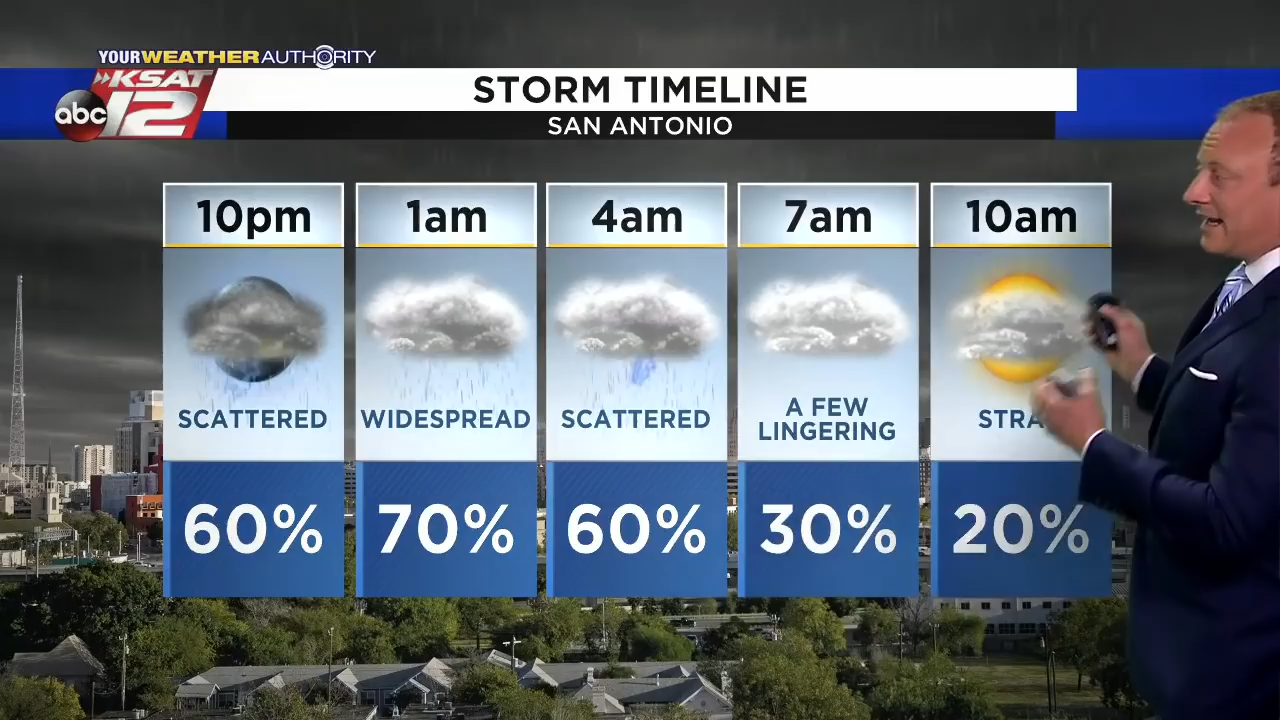 YOUR WEATHER AUTHORITY
KSAT
abc 12
STORM TIMELINE
SAN ANTONIO
10pm 1am 4am 7am 10am
SCATTERED WIDESPREAD SCATTERED A FEW
LINGERING
60% 70% 60% 30% 20%